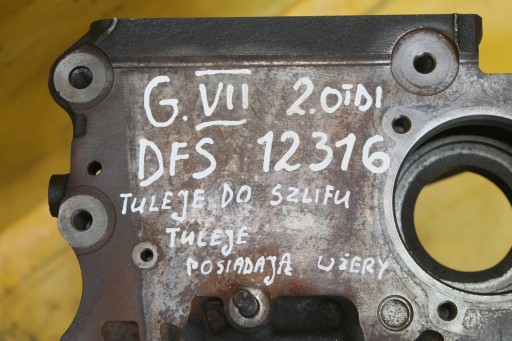 G. VII 2.0TDI
DFS 12316
TULEJE DO SZLIFU
TULEJE
POSIADAJĄ WŻERY